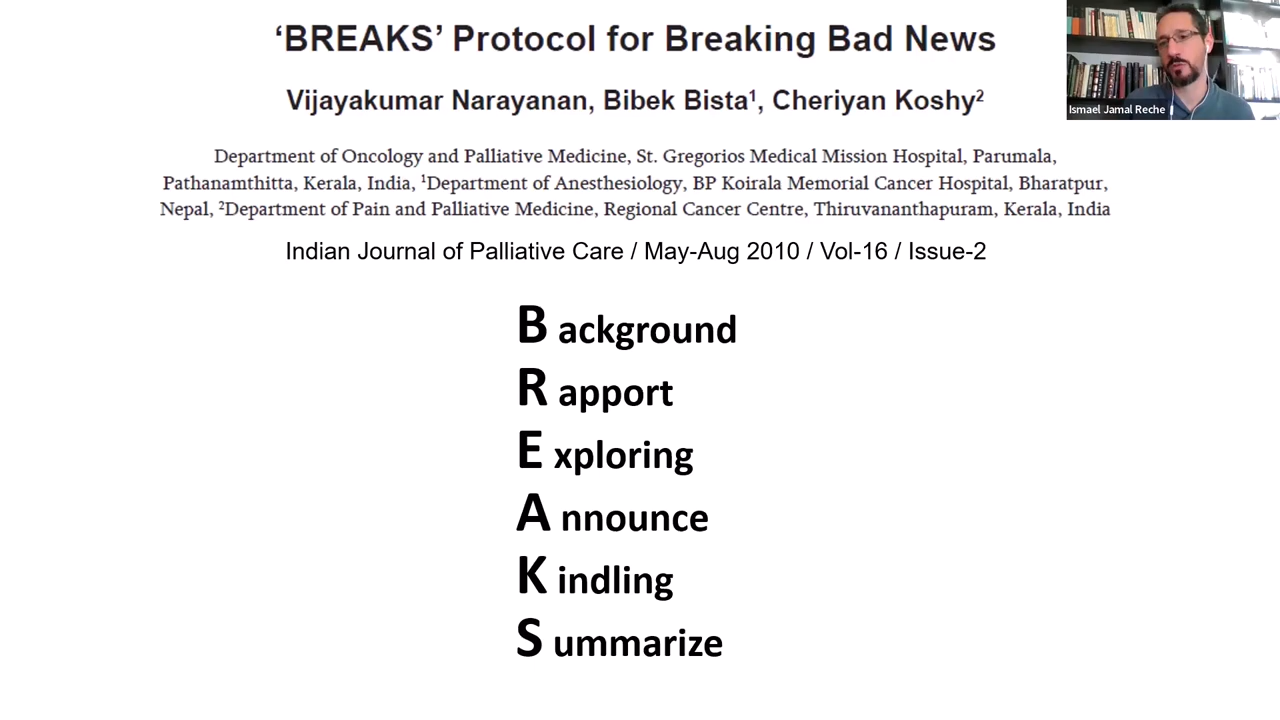 ‘BREAKS’ Protocol for Breaking Bad News
Vijayakumar Narayanan, Bibek Bista¹, Cheriyan Koshy²
Department of Oncology and Palliative Medicine, St. Gregorios Medical Mission Hospital, Parumala,
Pathanamthitta, Kerala, India, ¹Department of Anesthesiology, BP Koirala Memorial Cancer Hospital, Bharatpur,
Nepal, ²Department of Pain and Palliative Medicine, Regional Cancer Centre, Thiruvananthapuram, Kerala, India
Indian Journal of Palliative Care / May-Aug 2010 / Vol-16 / Issue-2
B ackground
R apport
E xploring
A nnounce
K indling
S ummarize
Ismael Jamal Reche